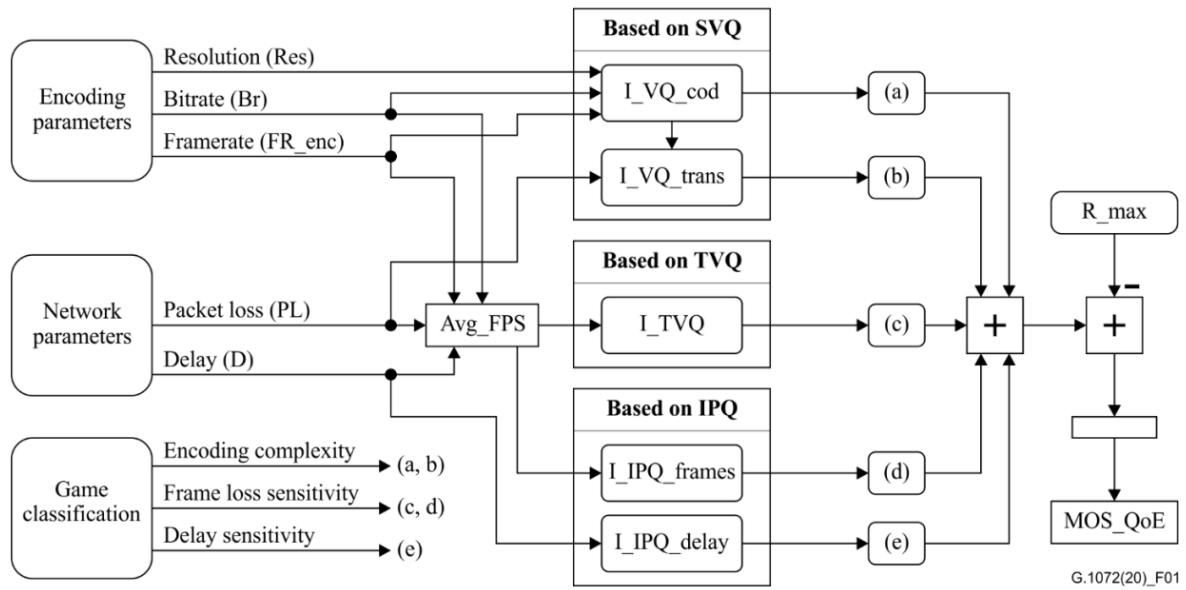 Encoding
parameters
Resolution (Res)
Bitrate (Br)
Framerate (FR_enc)
Based on SVQ
I_VQ_cod
I_VQ_trans
(a)
(b)
R_max
Network
parameters
Packet loss (PL)
Delay (D)
Avg_FPS
Based on TVQ
I_TVQ
(c)
+
–
+
Game
classification
Encoding complexity
(a, b)
Frame loss sensitivity
(c, d)
Delay sensitivity
(e)
Based on IPQ
I_IPQ_frames
I_IPQ_delay
(d)
(e)
MOS_QoE
G.1072(20)_F01